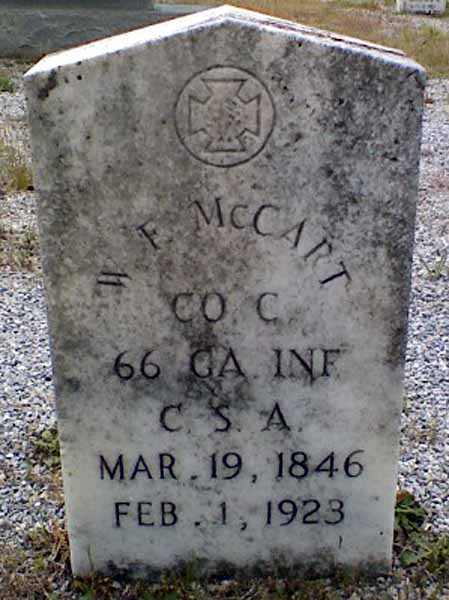 W F McCART
CO C
66 GA INF
C S A
MAR. 19, 1846
FEB. 1, 1923